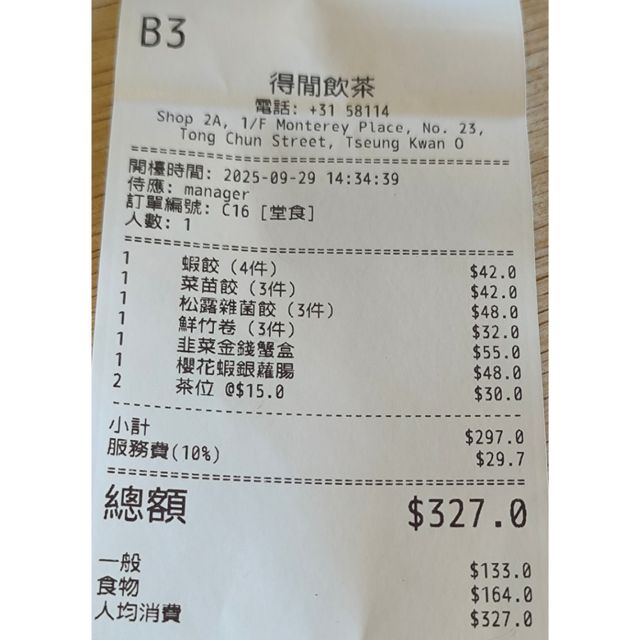 B3
得閒飲茶
電話: +31 58114
Shop 2A, 1/F Monterey Place, No. 23,
Tong Chun Street, Tseung Kwan O
開檯時間: 2025-09-29 14:34:39
侍應: manager
訂單編號: C16 [堂食]
人數: 1
1 蝦餃 (4件) $42.0
1 菜苗餃 (3件) $42.0
1 松露雜菌餃 (3件) $48.0
1 鮮竹卷 (3件) $32.0
1 韭菜金錢蟹盒 $55.0
1 櫻花蝦銀蘿腸 $48.0
2 茶位 @$15.0 $30.0
小計 $297.0
服務費(10%) $29.7
總額 $327.0
一般 $133.0
食物 $164.0
人均消費 $327.0